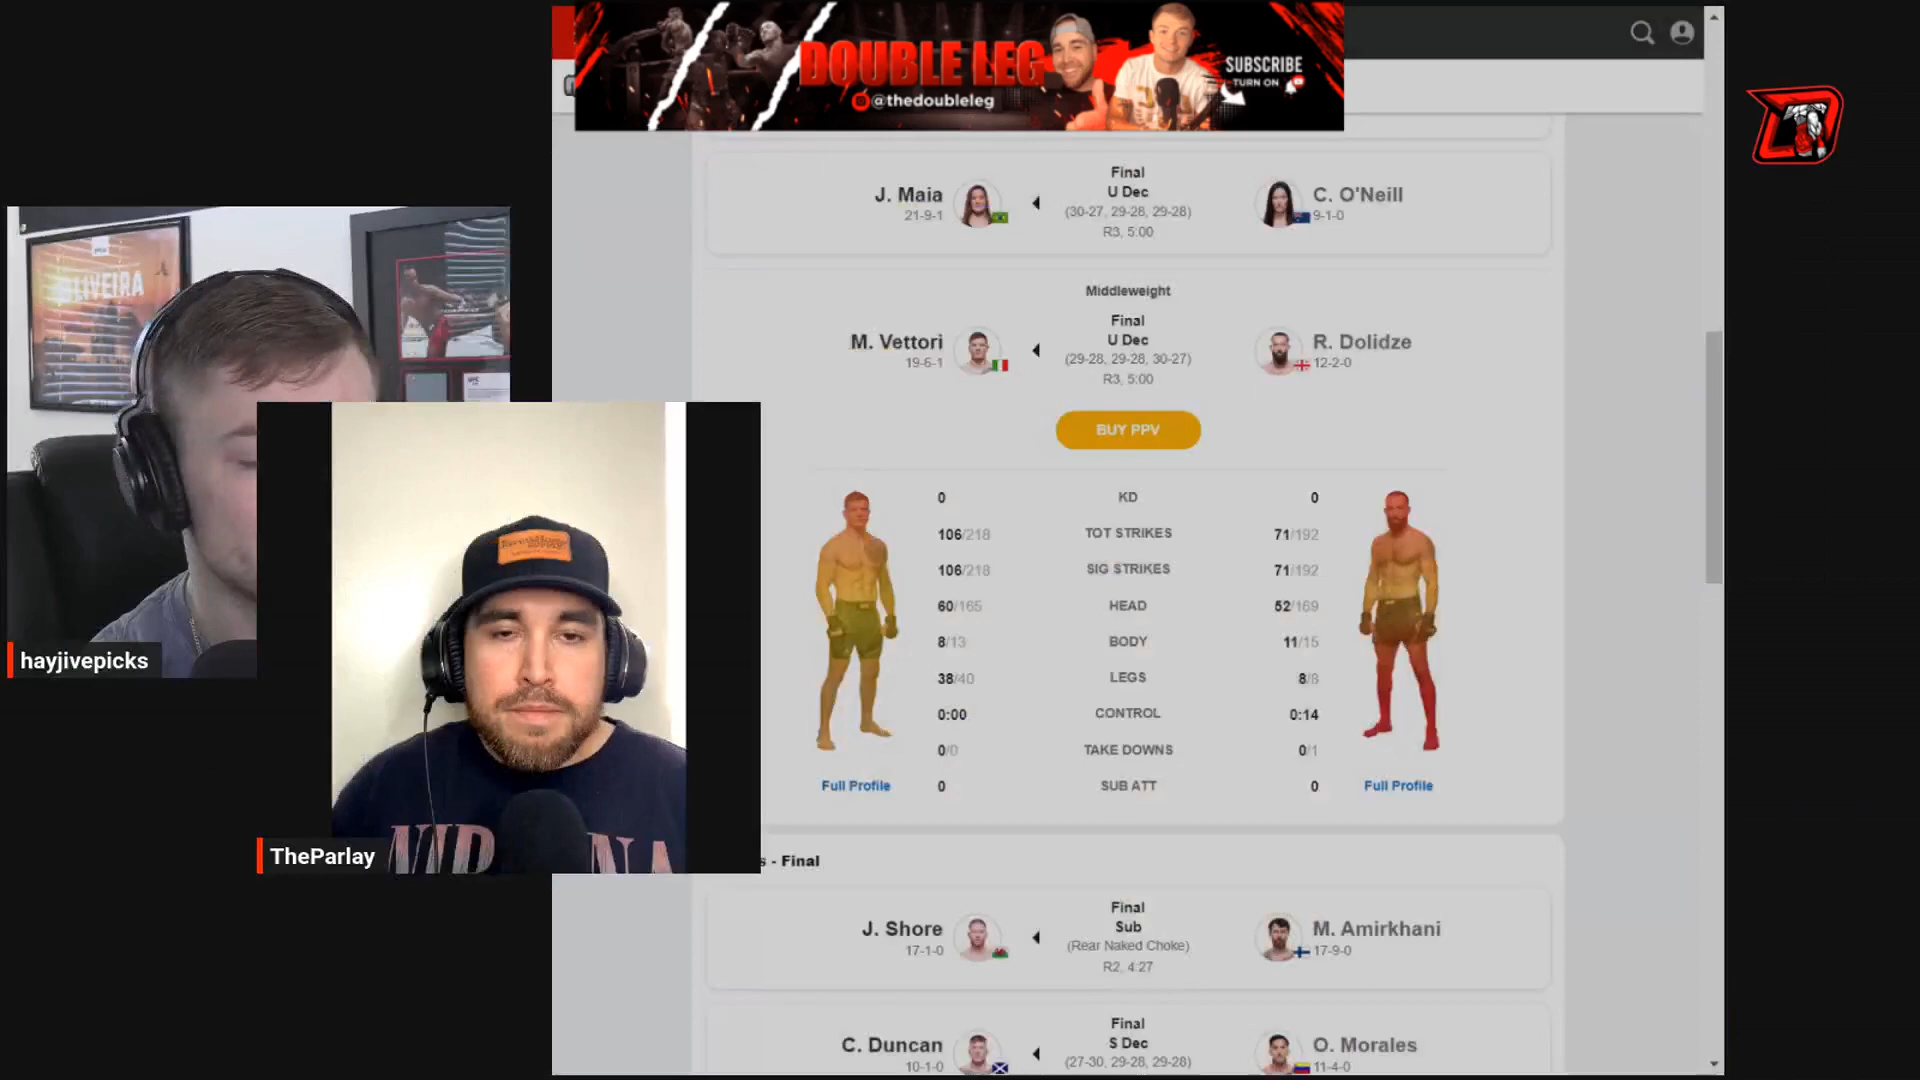 DOUBLE LEG
@thedoubleleg
SUBSCRIBE
TURN ON
J. Maia
21-9-1
Final
U Dec
(30-27, 29-28, 29-28)
R3, 5:00
C. O'Neill
9-1-0
Middleweight
M. Vettori
19-6-1
Final
U Dec
(29-28, 29-28, 30-27)
R3, 5:00
R. Dolidze
12-2-0
BUY PPV
0 KD 0
106/218 TOT STRIKES 71/192
106/218 SIG STRIKES 71/192
60/165 HEAD 52/169
8/13 BODY 11/15
38/40 LEGS 8/8
0:00 CONTROL 0:14
0/0 TAKE DOWNS 0/1
0 SUB ATT 0
Full Profile
Full Profile
s - Final
J. Shore
17-1-0
Final
Sub
(Rear Naked Choke)
R2, 4:27
M. Amirkhani
17-9-0
C. Duncan
10-1-0
Final
S Dec
(27-30, 29-28, 29-28)
O. Morales
11-4-0
OLIVEIRA
hayjivepicks
TheParlay